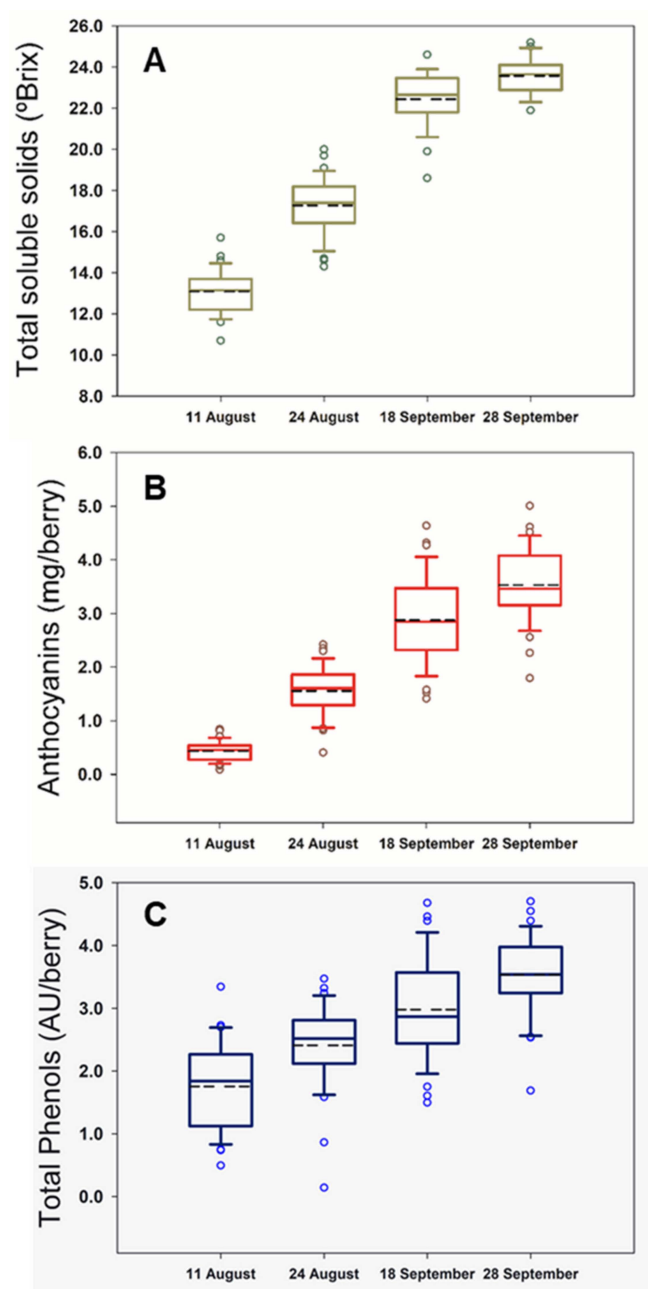 A
Total soluble solids (ºBrix)
26.0
24.0
22.0
20.0
18.0
16.0
14.0
12.0
10.0
8.0
11 August 24 August 18 September 28 September
B
Anthocyanins (mg/berry)
6.0
5.0
4.0
3.0
2.0
1.0
0.0
11 August 24 August 18 September 28 September
C
Total Phenols (AU/berry)
5.0
4.0
3.0
2.0
1.0
0.0
11 August 24 August 18 September 28 September